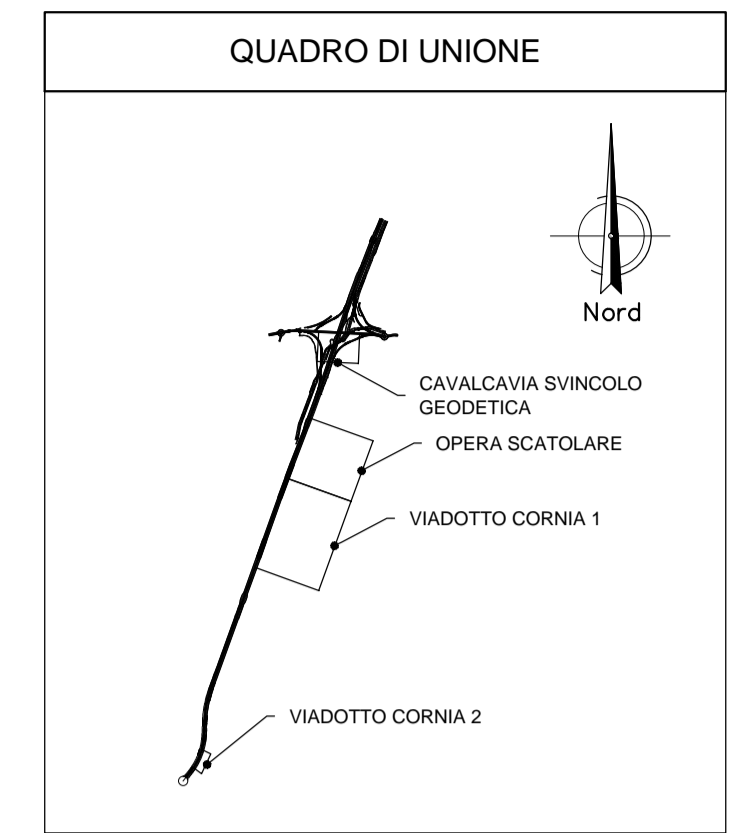 QUADRO DI UNIONE
Nord
CAVALCAVIA SVINCOLO
GEODETICA
OPERA SCATOLARE
VIADOTTO CORNIA 1
VIADOTTO CORNIA 2